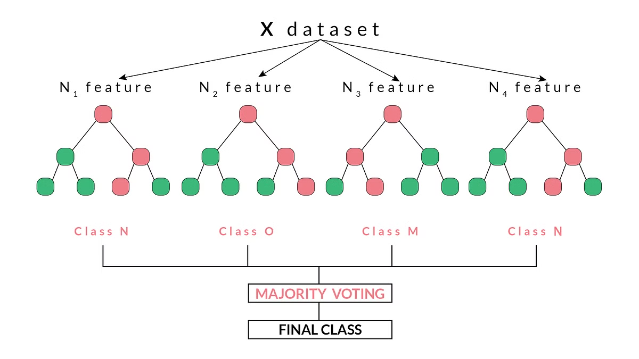 X dataset
N1 feature
N2 feature
N3 feature
N4 feature
Class N
Class O
Class M
Class N
MAJORITY VOTING
FINAL CLASS